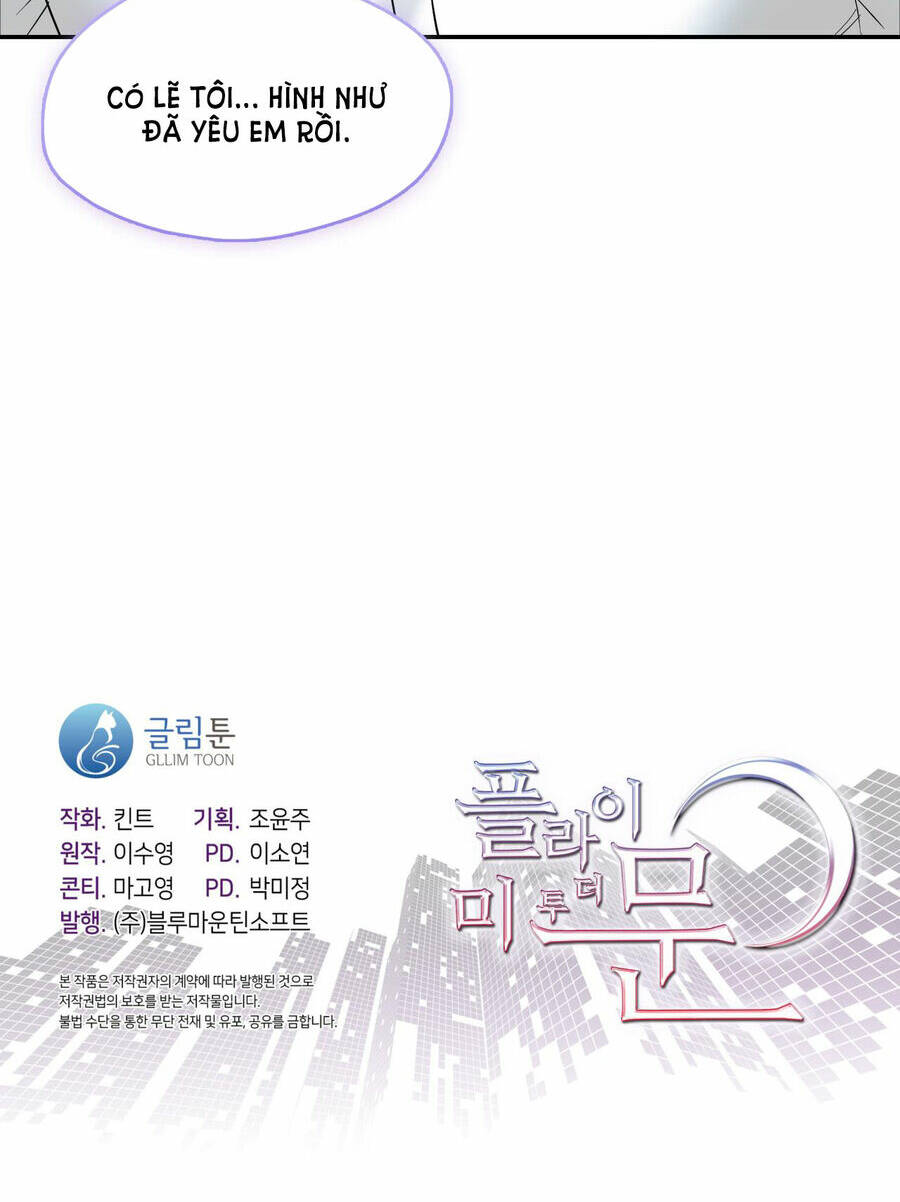 CÓ LẼ TÔI... HÌNH NHƯ
ĐÃ YÊU EM RỒI.
글림툰
GLLIM TOON
작화. 킨트 기획. 조윤주
원작. 이수영 PD. 이소연
콘티. 마고영 PD. 박미정
발행. (주)블루마운틴소프트
본 작품은 저작권자의 계약에 따라 발행된 것으로
저작권법의 보호를 받는 저작물입니다.
불법 수단을 통한 무단 전재 및 유포, 공유를 금합니다.
플라이
미 투 더 문